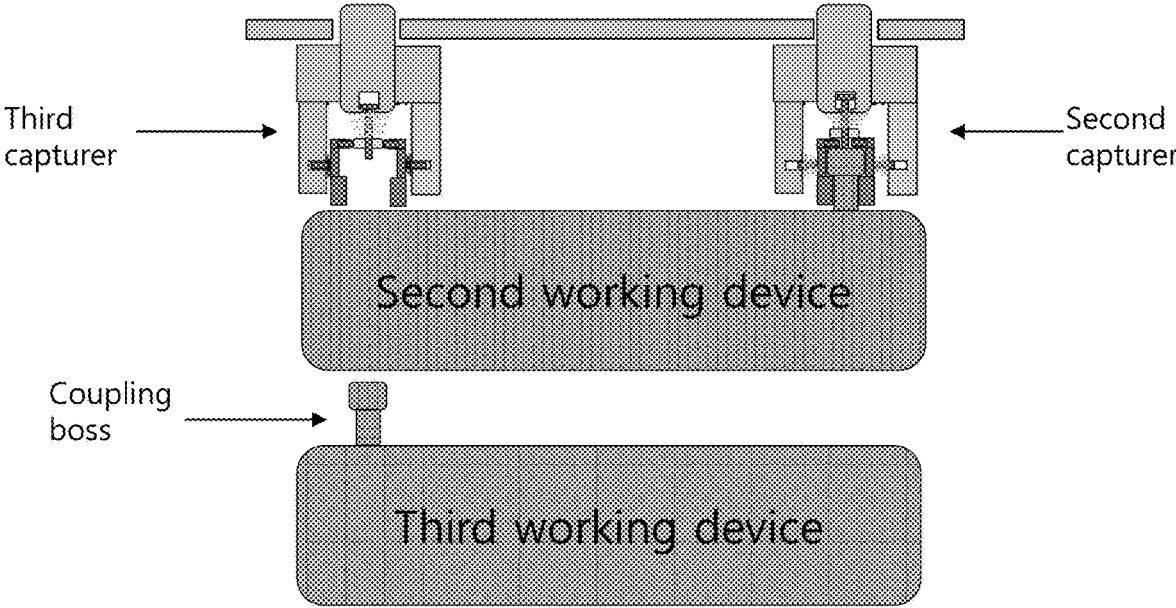 Third
capturer
Second
capturer
Second working device
Coupling
boss
Third working device